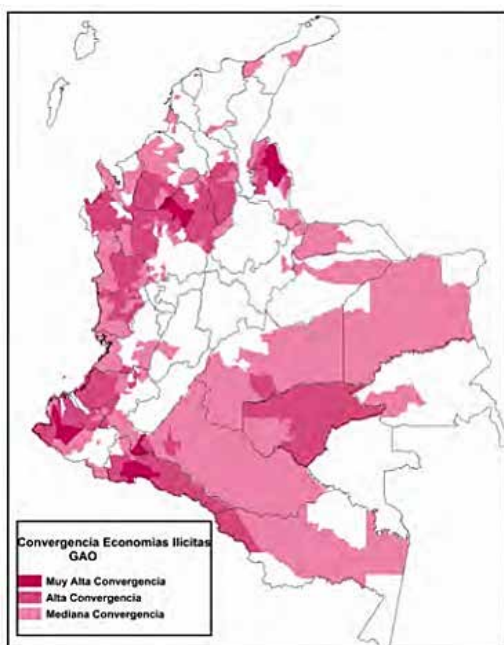 Convergencia Economias Ilicitas
GAO
Muy Alta Convergencia
Alta Convergencia
Mediana Convergencia